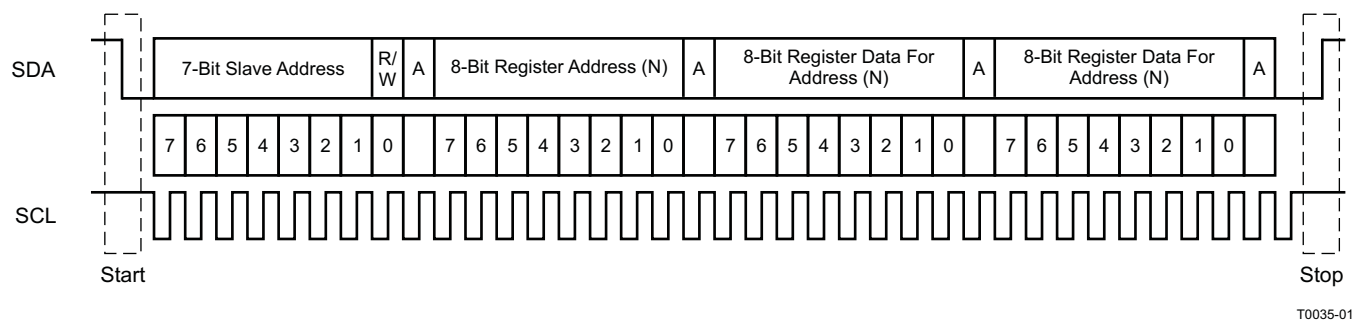 SDA
7-Bit Slave Address
R/
W
A
8-Bit Register Address (N)
A
8-Bit Register Data For
Address (N)
A
8-Bit Register Data For
Address (N)
A
7 6 5 4 3 2 1 0 7 6 5 4 3 2 1 0 7 6 5 4 3 2 1 0 7 6 5 4 3 2 1 0
SCL
Start
Stop
T0035-01